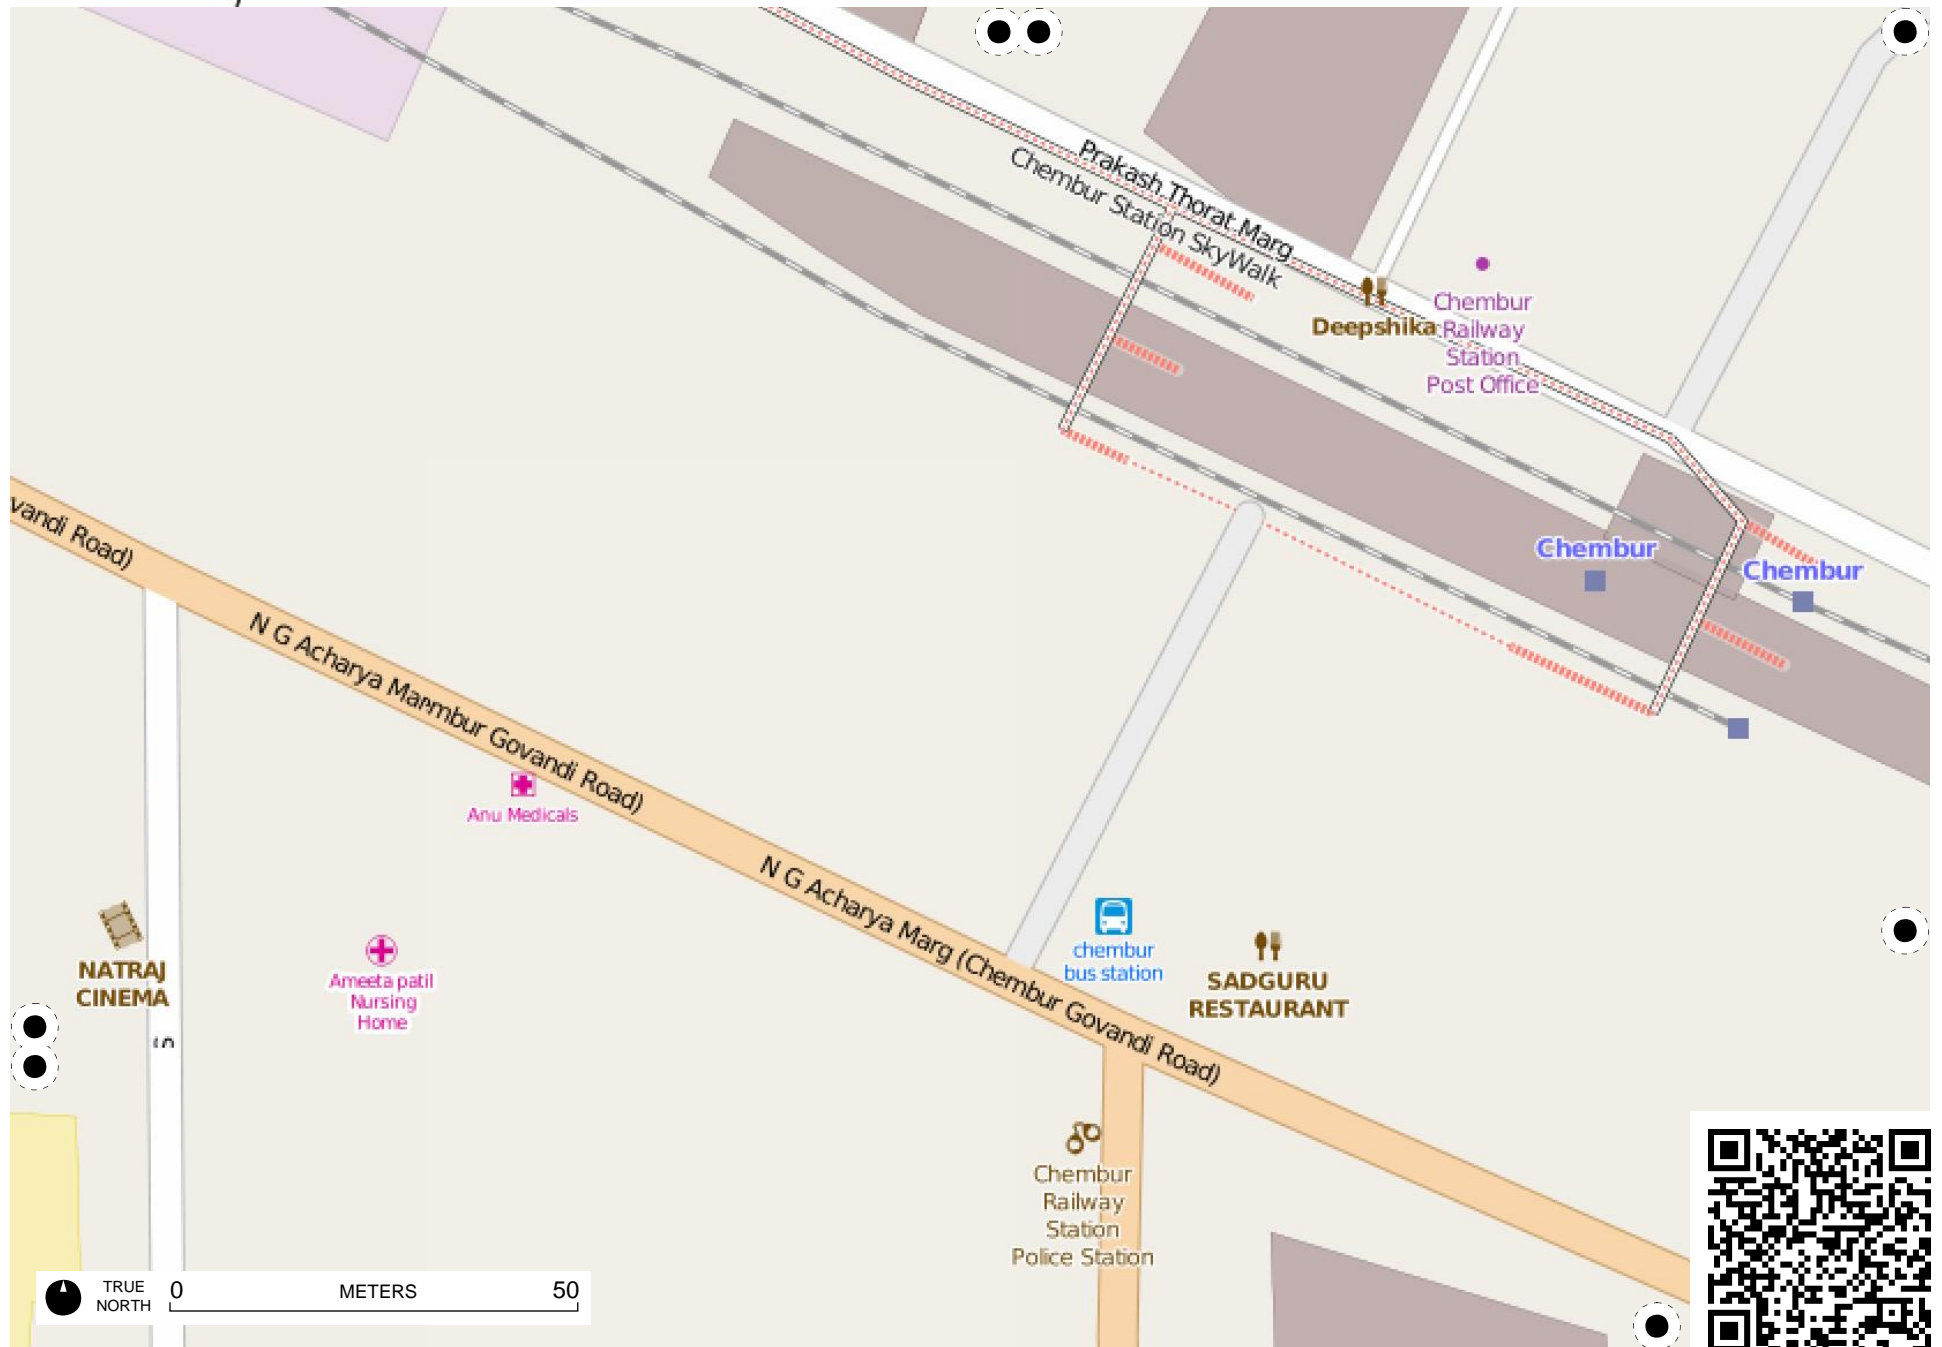 Prakash Thorat Marg
Chembur Station SkyWalk
Deepshika
Chembur
Railway
Station
Post Office
Chembur
Chembur
vandi Road)
N G Acharya Mar
mbur Govandi Road)
Anu Medicals
N G Acharya Marg (Chembur Govandi Road)
chembur
bus station
SADGURU
RESTAURANT
NATRAJ
CINEMA
Ameeta patil
Nursing
Home
Chembur
Railway
Station
Police Station
TRUE
NORTH
0 METERS 50